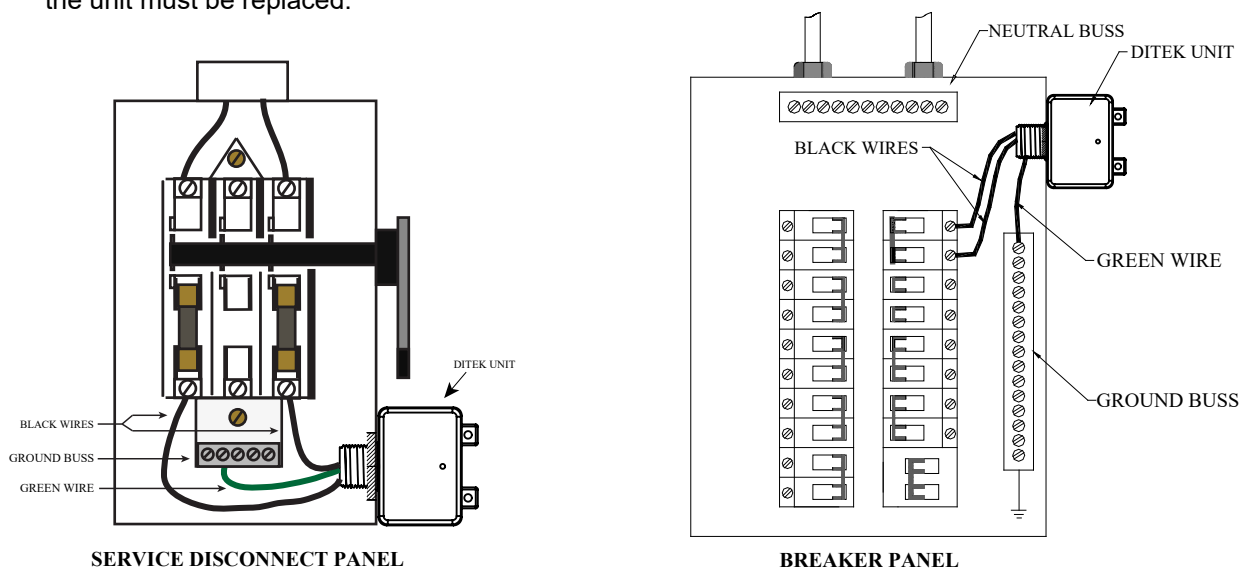 the unit must be replaced.
DITEK UNIT
BLACK WIRES
GROUND BUSS
GREEN WIRE
SERVICE DISCONNECT PANEL
NEUTRAL BUSS
DITEK UNIT
BLACK WIRES
GREEN WIRE
GROUND BUSS
BREAKER PANEL